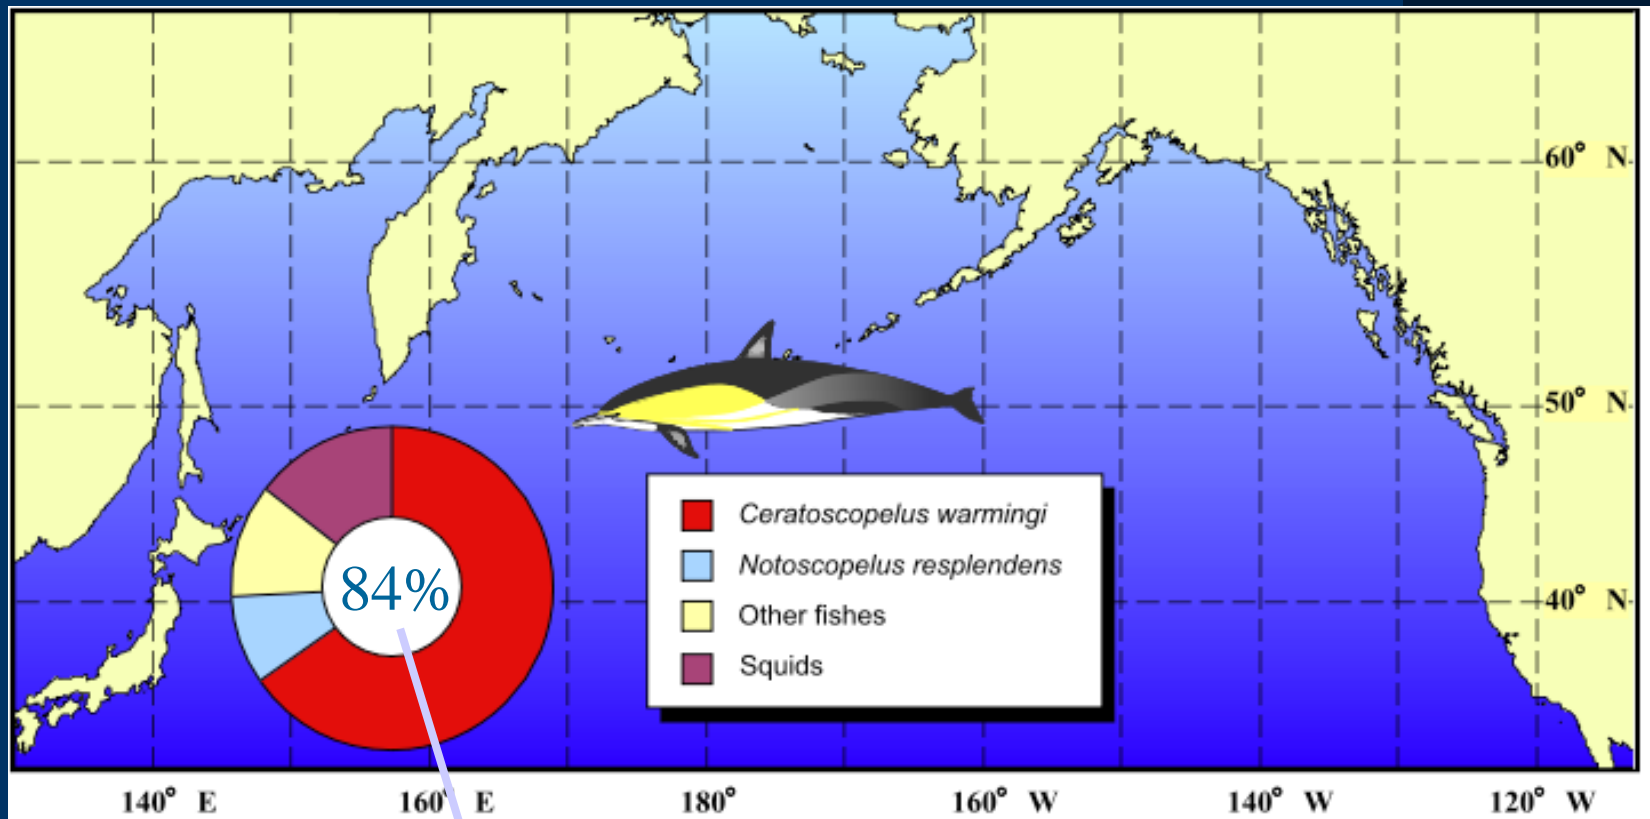 60° N
50° N
84%
Ceratoscopelus warmingi
Notoscopelus resplendens
Other fishes
Squids
40° N
140° E 160° E 180° 160° W 140° W 120° W